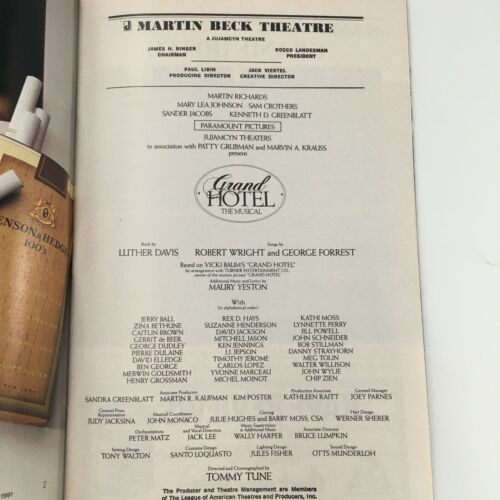 MARTIN BECK THEATRE
A JUJAMCYN THEATRE
JAMES H. BINGER ROCCO LANDESMAN
CHAIRMAN PRESIDENT
PAUL LIBIN JACK VIERTEL
PRODUCING DIRECTOR CREATIVE DIRECTOR
MARTIN RICHARDS
MARY LEA JOHNSON SAM CROTHERS
SANDER JACOBS KENNETH D. GREENBLATT
PARAMOUNT PICTURES
JUJAMCYN THEATERS
in association with PATTY GRUBMAN and MARVIN A. KRAUSS
present
Grand
HOTEL
THE MUSICAL
Book by Songs by
LUTHER DAVIS ROBERT WRIGHT and GEORGE FORREST
Based on VICKI BAUM'S "GRAND HOTEL"
by arrangement with TURNER ENTERTAINMENT CO.,
owner of the motion picture "GRAND HOTEL"
Additional Music and Lyrics by
MAURY YESTON
With
(in alphabetical order)
JERRY BALL REX D. HAYS KATHI MOSS
ZINA BETHUNE SUZANNE HENDERSON LYNNETTE PERRY
CAITLIN BROWN DAVID JACKSON JILL POWELL
GERRIT de BEER MITCHELL JASON JOHN SCHNEIDER
GEORGE DUDLEY KEN JENNINGS BOB STILLMAN
PIERRE DULAINE J.J. JEPSON DANNY STRAYHORN
DAVID ELLEDGE TIMOTHY JEROME MEG TOLIN
BEN GEORGE CARLOS LOPEZ WALTER WILLISON
MERWIN GOLDSMITH YVONNE MARCEAU JOHN WYLIE
HENRY GROSSMAN MICHEL MOINOT CHIP ZIEN
Associate Producers Production Associate General Manager
SANDRA GREENBLATT MARTIN R. KAUFMAN KIM POSTER KATHLEEN RAITT JOEY PARNES
General Press
Representative Musical Coordinator Casting Hair Design
JUDY JACKSINA JOHN MONACO JULIE HUGHES and BARRY MOSS, CSA WERNER SHERER
Orchestrations Musical and Vocal Direction Music Supervision & Additional Music Associate Director
PETER MATZ JACK LEE WALLY HARPER BRUCE LUMPKIN
Setting Design Costume Design Lighting Design Sound Design
TONY WALTON SANTO LOQUASTO JULES FISHER OTTS MUNDERLOH
Directed and Choreographed by
TOMMY TUNE
The Producer and Theatre Management are Members
of The League of American Theatres and Producers, Inc.
ENSON & HEDGE
100's
1991
2